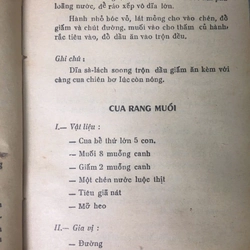 bằng nước, để ráo xếp vô dĩa lớn.
Hành nhỏ hóc vỏ, lát mỏng cho vào chén, đổ
giấm và chút đường, muối cho thấm củ hành
rắc tiêu vào, đổ dầu ăn vào trộn đều.
Ghi chú :
Dĩa sà-lách soong trộn dầu giấm ăn kèm với
càng cua chiên bơ lúc còn nóng.
CUA RANG MUỐI
I.— Vật liệu :
— Cua bể thứ lớn 5 con,
— Muối 8 muỗng canh
— Giấm 2 muỗng canh
— Một chén nước luộc thịt
— Tiêu giã nát
— Mỡ heo
II.— Gia vị :
— Đường